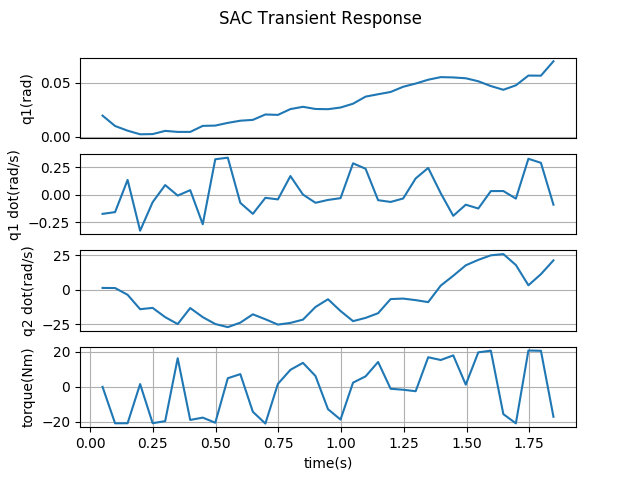 SAC Transient Response
q1(rad)
0.05
0.00
q1 dot(rad/s)
0.25
0.00
−0.25
q2 dot(rad/s)
25
0
−25
torque(Nm)
20
0
−20
0.00 0.25 0.50 0.75 1.00 1.25 1.50 1.75
time(s)